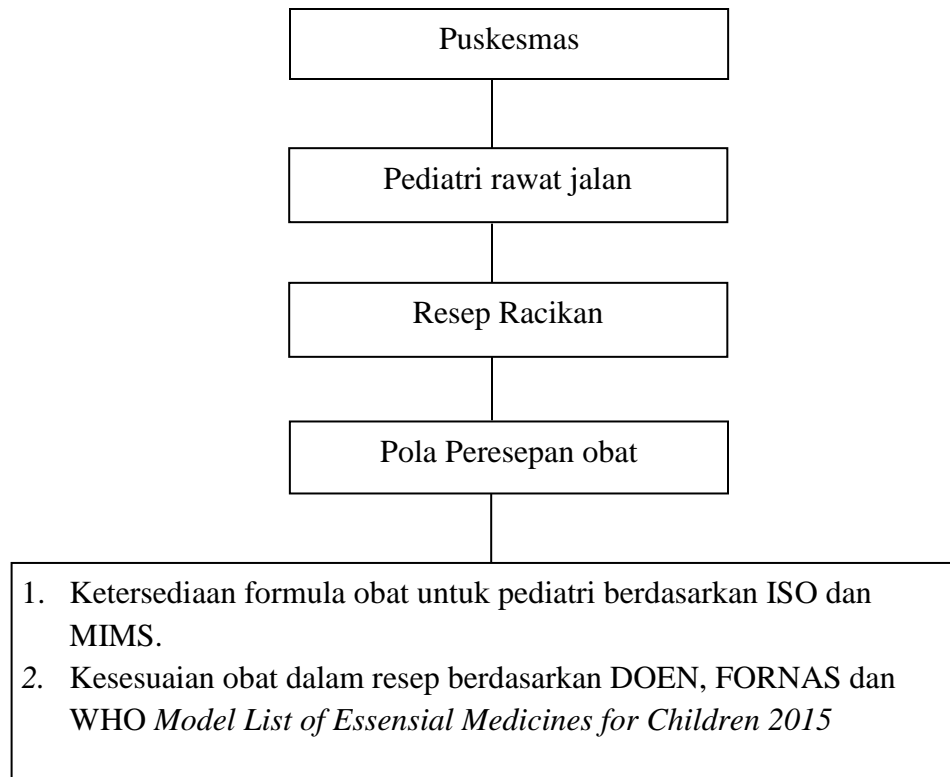 Puskesmas
Pediatri rawat jalan
Resep Racikan
Pola Peresepan obat
1. Ketersediaan formula obat untuk pediatri berdasarkan ISO dan
MIMS.
2. Kesesuaian obat dalam resep berdasarkan DOEN, FORNAS dan
WHO Model List of Essensial Medicines for Children 2015